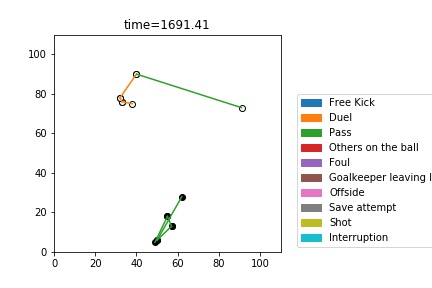 time=1691.41
100
80
60
40
20
0
0 20 40 60 80 100
Free Kick
Duel
Pass
Others on the ball
Foul
Goalkeeper leaving l
Offside
Save attempt
Shot
Interruption